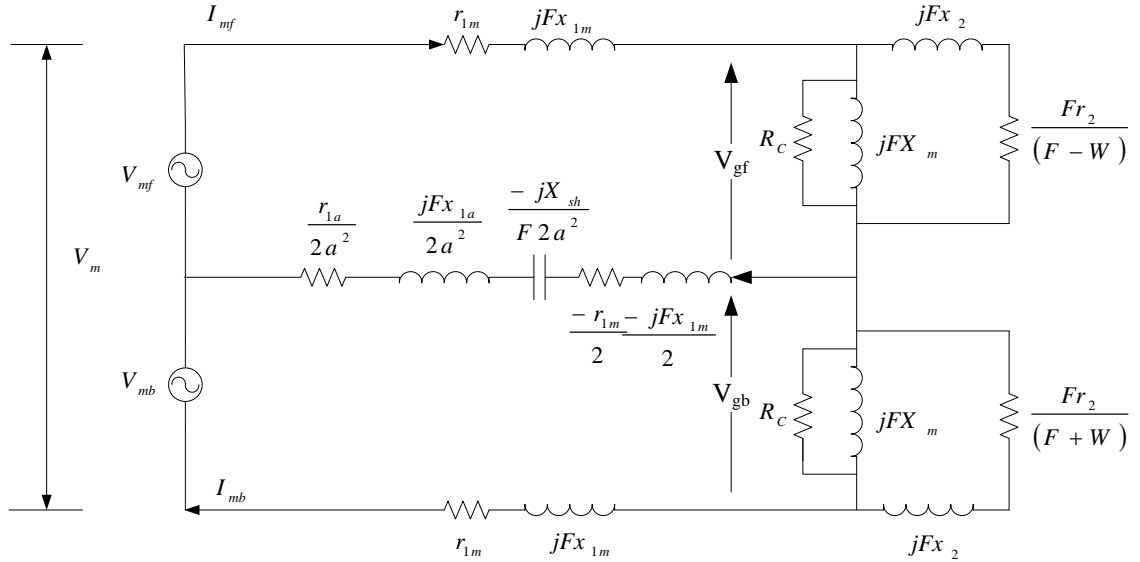 I_mf
r_1m
jFx_1m
jFx_2
V_mf
V_m
r_1a
2a^2
jFx_1a
2a^2
- jX_sh
F 2a^2
- r_1m
2
- jFx_1m
2
V_gf
R_C
jFX_m
Fr_2
(F - W)
V_mb
V_gb
R_C
jFX_m
Fr_2
(F + W)
I_mb
r_1m
jFx_1m
jFx_2